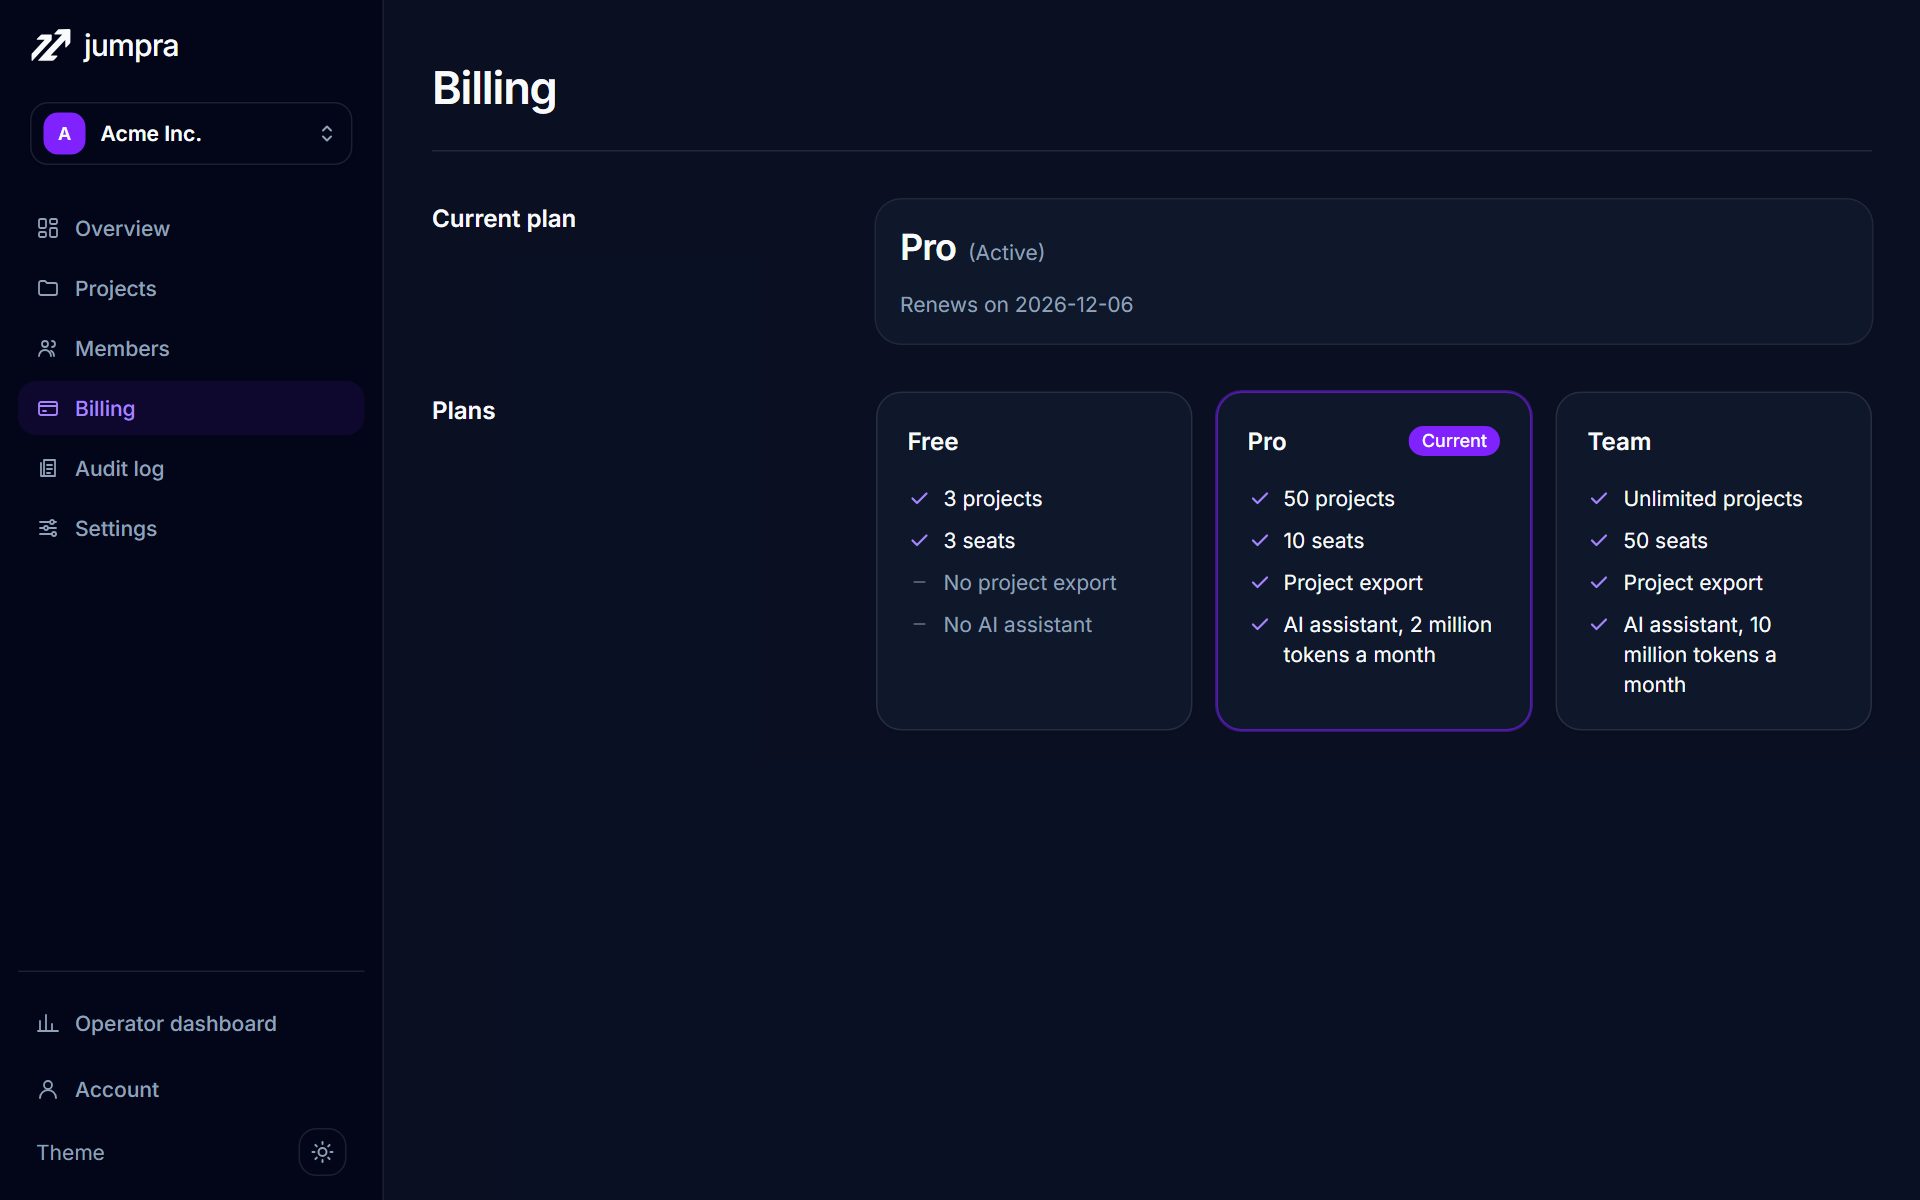 jumpra
A
Acme Inc.
Overview
Projects
Members
Billing
Audit log
Settings
Operator dashboard
Account
Theme
Billing
Current plan
Pro (Active)
Renews on 2026-12-06
Plans
Free
3 projects
3 seats
No project export
No AI assistant
Pro
Current
50 projects
10 seats
Project export
AI assistant, 2 million
tokens a month
Team
Unlimited projects
50 seats
Project export
AI assistant, 10
million tokens a
month